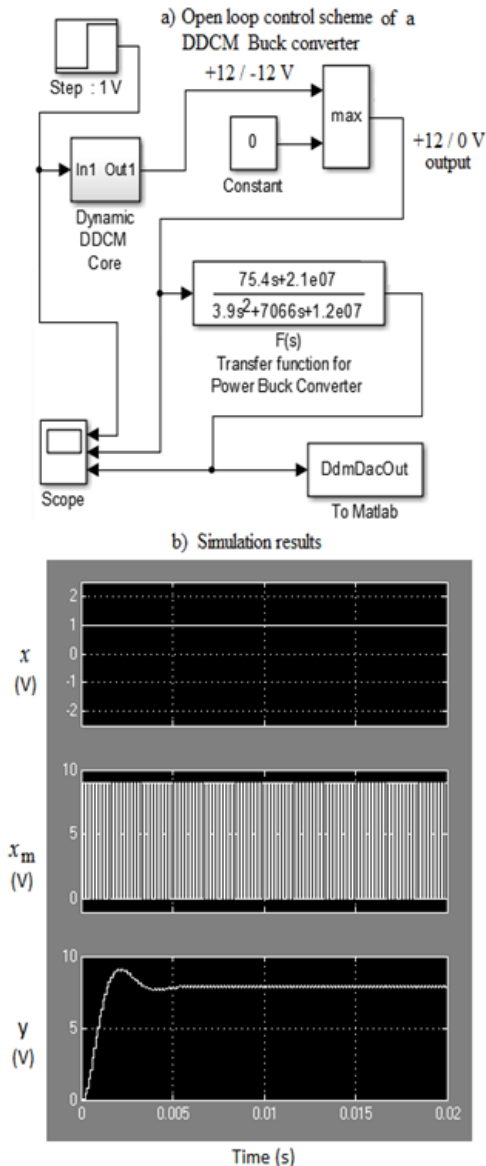 a) Open loop control scheme of a
DDCM Buck converter
Step : 1 V
+12 / -12 V
In1 Out1
Dynamic
DDCM
Core
0
Constant
max
+12 / 0 V
output
75.4s+2.1e07
3.9s²+7066s+1.2e07
F(s)
Transfer function for
Power Buck Converter
Scope
DdmDacOut
To Matlab
b) Simulation results
2
1
0
-1
-2
x
(V)
10
5
0
xm
(V)
10
5
0
y
(V)
0
0.005
0.01
0.015
0.02
Time (s)